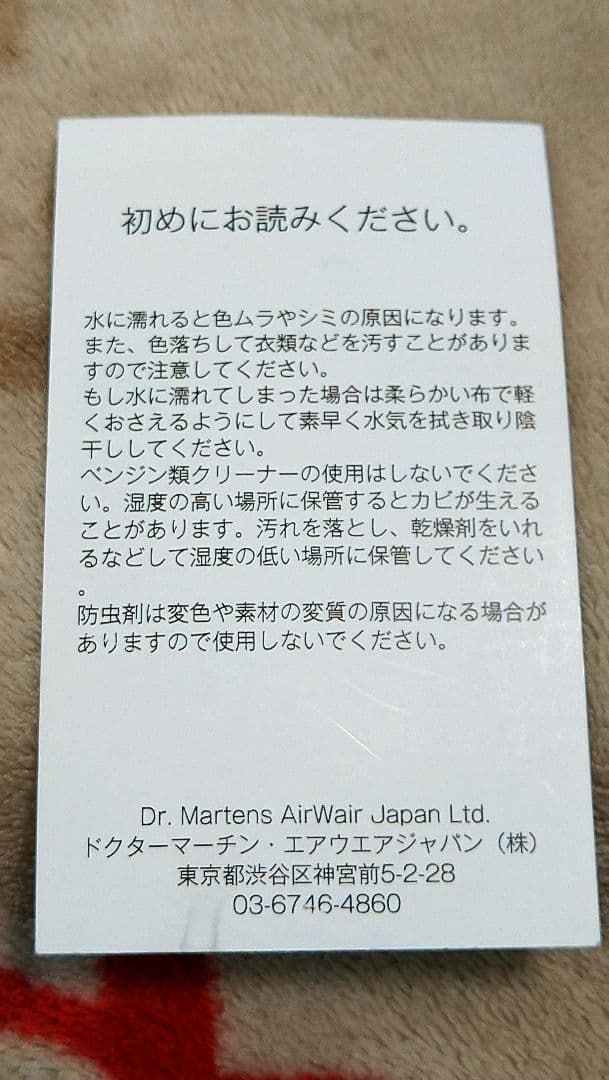 初めにお読みください。
水に濡れると色ムラやシミの原因になります。
また、色落ちして衣類などを汚すことがありま
すので注意してください。
もし水に濡れてしまった場合は柔らかい布で軽
くおさえるようにして素早く水気を拭き取り陰
干ししてください。
ベンジン類クリーナーの使用はしないでくださ
い。湿度の高い場所に保管するとカビが生える
ことがあります。汚れを落とし、乾燥剤をいれ
るなどして湿度の低い場所に保管してください
。
防虫剤は変色や素材の変質の原因になる場合が
ありますので使用しないでください。
Dr. Martens AirWair Japan Ltd.
ドクターマーチン・エアウエアジャパン（株）
東京都渋谷区神宮前5-2-28
03-6746-4860